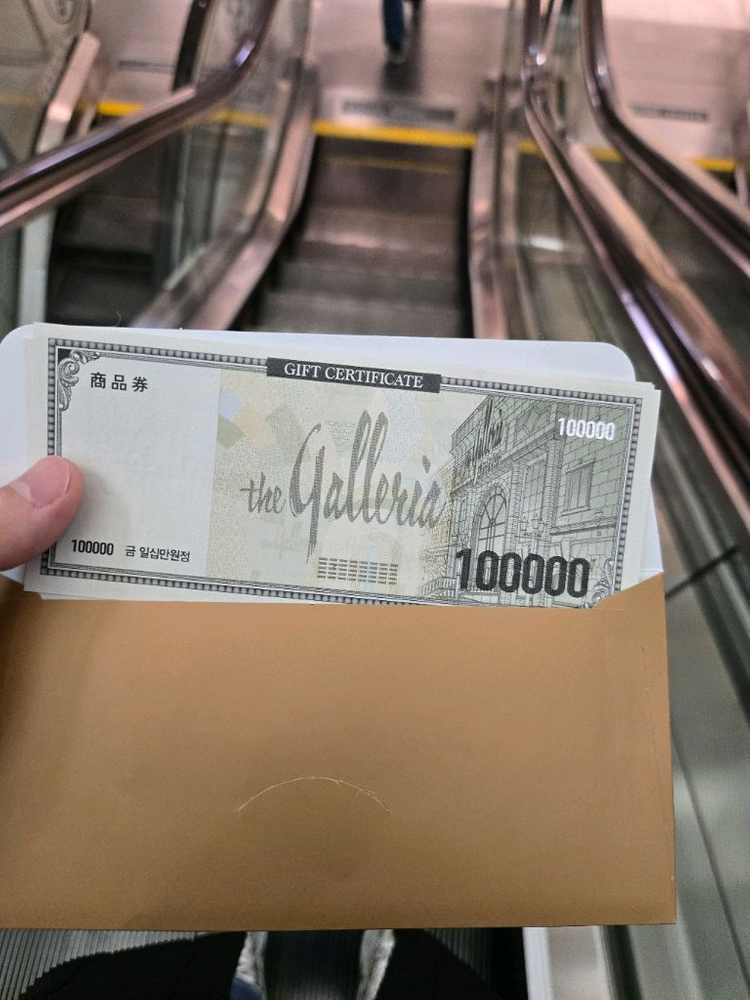 GIFT CERTIFICATE
商品券
100000
the Galleria
100000 금 일십만원정
100000